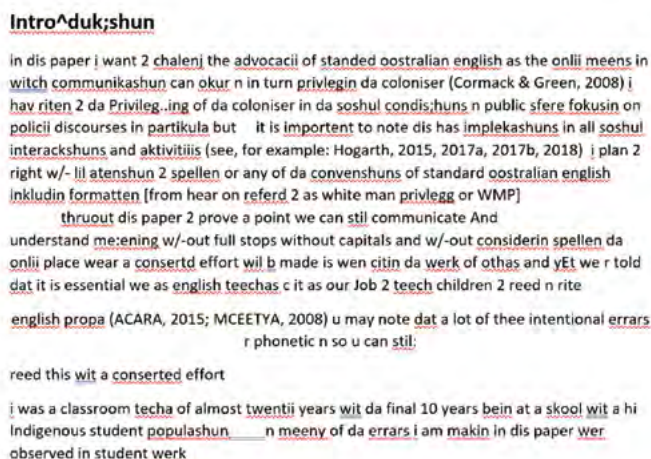 Intro^duk;shun
in dis paper i want 2 chalenj the advocacii of standed oostralian english as the onlii meens in
witch communikashun can okur n in turn privlegin da coloniser (Cormack & Green, 2008) i
hav riten 2 da Privileg..ing of da coloniser in da soshul condis;huns n public sfere fokusin on
policii discourses in partikula but it is importent to note dis has implekashuns in all soshul
interackshuns and aktivitiiis (see, for example: Hogarth, 2015, 2017a, 2017b, 2018) i plan 2
right w/- lil atenshun 2 spellen or any of da convenshuns of standard oostralian english
inkludin formatten [from hear on referd 2 as white man privlegg or WMP]
thruout dis paper 2 prove a point we can stil communicate And
understand me:ening w/-out full stops without capitals and w/-out considerin spellen da
onlii place wear a consertd effort wil b made is wen citin da werk of othas and yEt we r told
dat it is essential we as english teechas c it as our Job 2 teech children 2 reed n rite
english propa (ACARA, 2015; MCEETYA, 2008) u may note dat a lot of thee intentional errars
r phonetic n so u can stil:
reed this wit a conserted effort
i was a classroom techa of almost twentii years wit da final 10 years bein at a skool wit a hi
Indigenous student populashun____n meeny of da errars i am makin in dis paper wer
observed in student werk